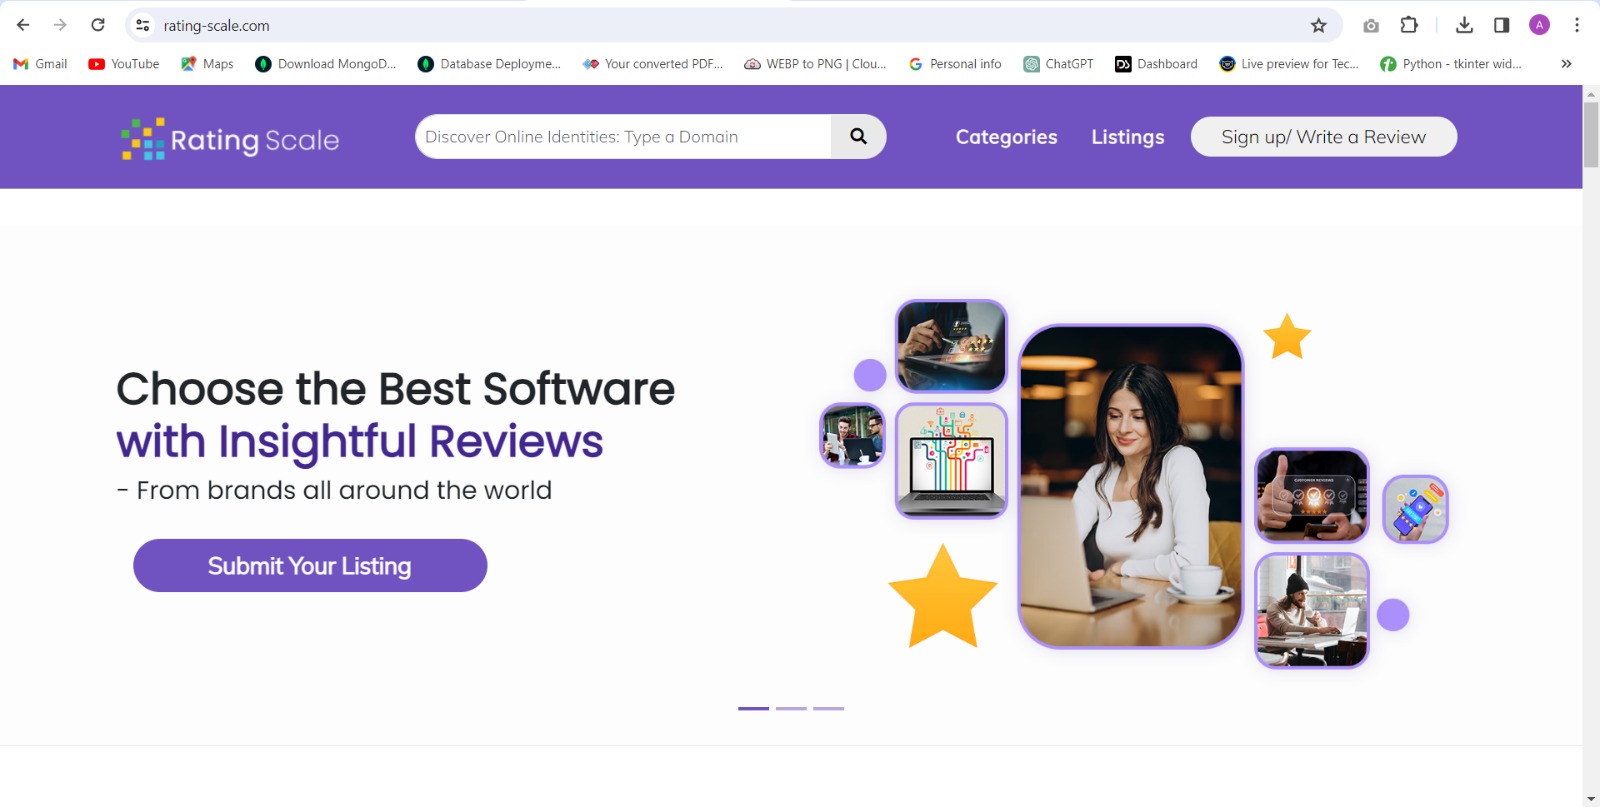 rating-scale.com
A
Gmail YouTube Maps Download MongoD... Database Deployme... Your converted PDF... WEBP to PNG | Clou... Personal info ChatGPT Dashboard Live preview for Tec... Python - tkinter wid...
Rating Scale
Discover Online Identities: Type a Domain
Categories Listings Sign up/ Write a Review
Choose the Best Software
with Insightful Reviews
- From brands all around the world
Submit Your Listing
CUSTOMER REVIEWS